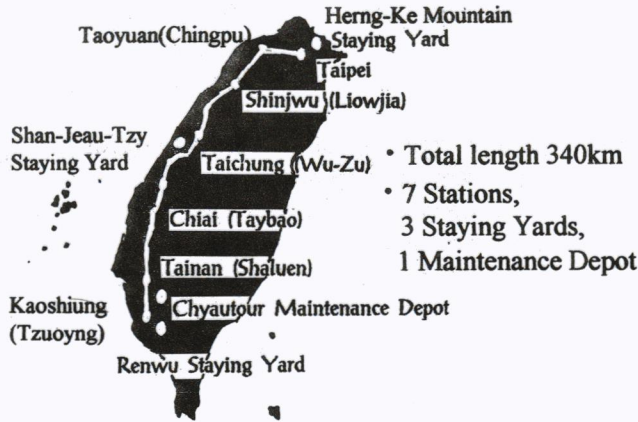 Herng-Ke Mountain
Staying Yard
Taoyuan(Chingpu)
Taipei
Shinjwu (Liowjia)
Shan-Jeau-Tzy
Staying Yard
Taichung (Wu-Zu)
Chiai (Taybao)
Tainan (Shaluen)
Kaoshiung
(Tzuoyng)
Chyautour Maintenance Depot
Renwu Staying Yard
• Total length 340km
• 7 Stations,
3 Staying Yards,
1 Maintenance Depot